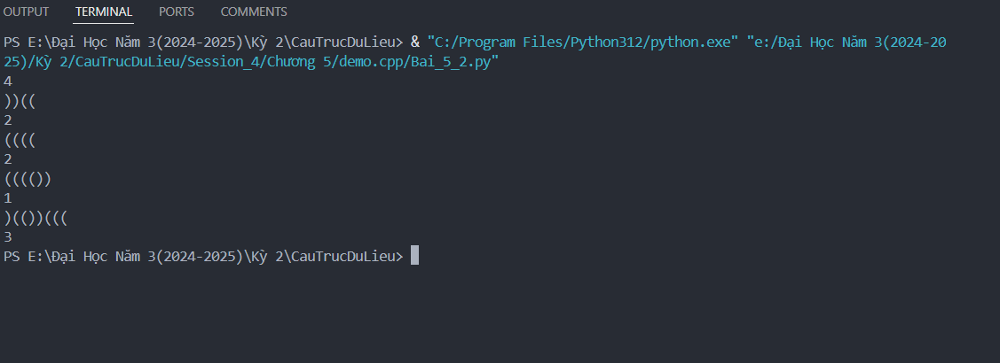 OUTPUT TERMINAL PORTS COMMENTS
PS E:\Đại Học Năm 3(2024-2025)\Kỳ 2\CauTrucDuLieu> & "C:/Program Files/Python312/python.exe" "e:/Đại Học Năm 3(2024-20
25)/Kỳ 2/CauTrucDuLieu/Session_4/Chương 5/demo.cpp/Bai_5_2.py"
4
))((
2
((((
2
(((())
1
)(())(((
3
PS E:\Đại Học Năm 3(2024-2025)\Kỳ 2\CauTrucDuLieu>